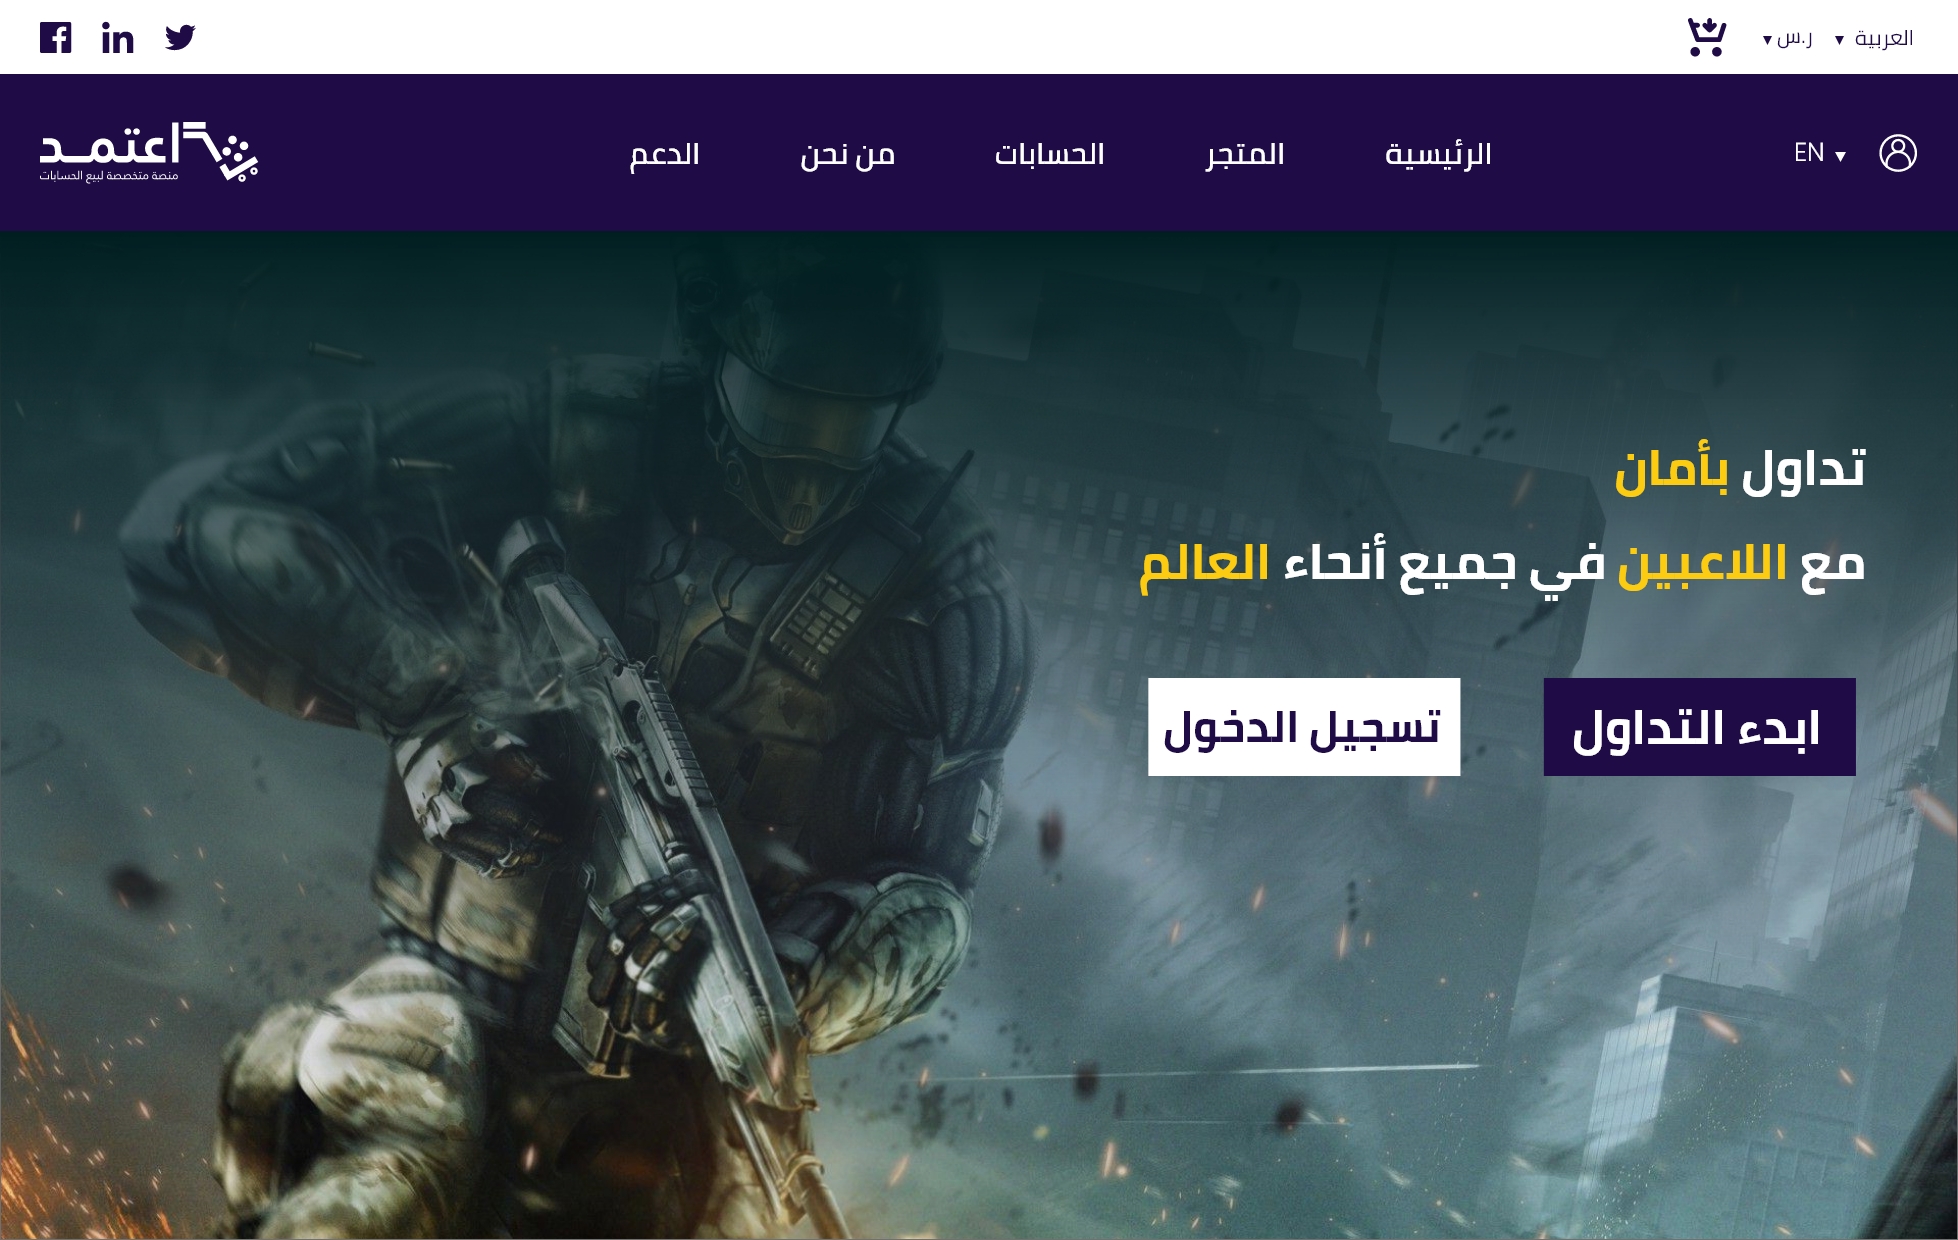 العربية ر.س
EN
الرئيسية المتجر الحسابات من نحن الدعم
اعتمد
منصة متخصصة لبيع الحسابات
تداول بأمان
مع اللاعبين في جميع أنحاء العالم
ابدء التداول
تسجيل الدخول